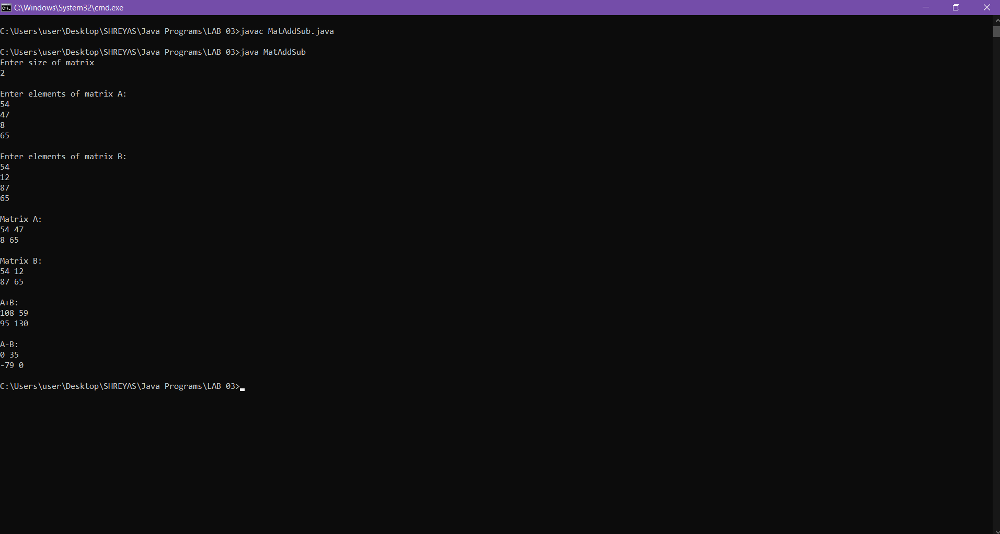 C:\Windows\System32\cmd.exe
C:\Users\user\Desktop\SHREYAS\Java Programs\LAB 03>javac MatAddSub.java
C:\Users\user\Desktop\SHREYAS\Java Programs\LAB 03>java MatAddSub
Enter size of matrix
2
Enter elements of matrix A:
54
47
8
65
Enter elements of matrix B:
54
12
87
65
Matrix A:
54 47
8 65
Matrix B:
54 12
87 65
A+B:
108 59
95 130
A-B:
0 35
-79 0
C:\Users\user\Desktop\SHREYAS\Java Programs\LAB 03>